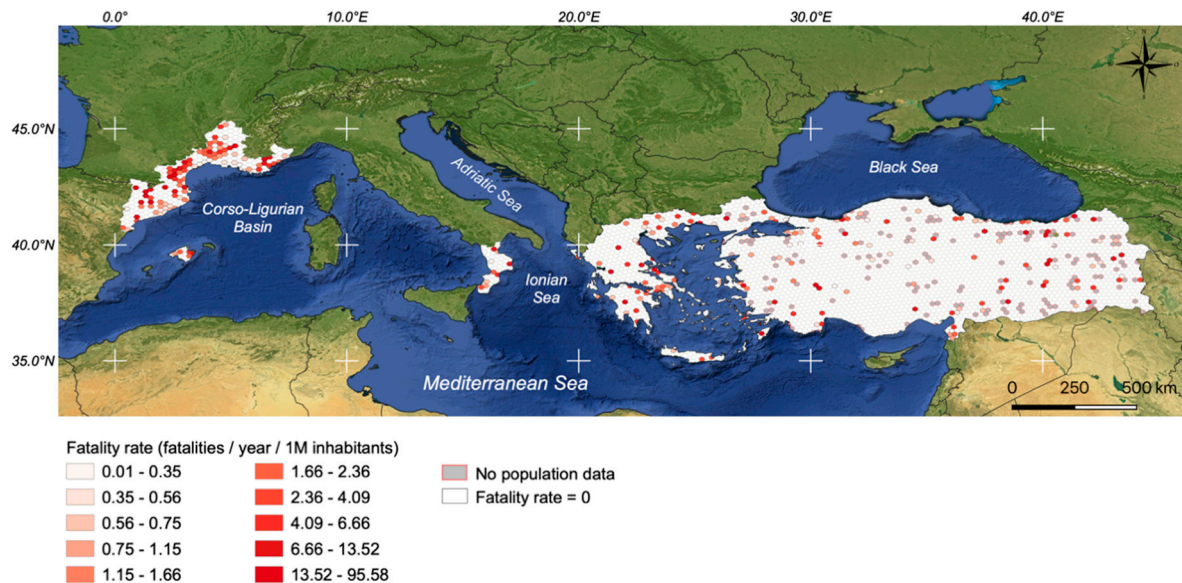 0.0° 10.0°E 20.0°E 30.0°E 40.0°E
N
45.0°N
Black Sea
Adriatic Sea
Corso-Ligurian
Basin
40.0°N
Ionian
Sea
35.0°N
Mediterranean Sea
0 250 500 km
Fatality rate (fatalities / year / 1M inhabitants)
0.01 - 0.35
0.35 - 0.56
0.56 - 0.75
0.75 - 1.15
1.15 - 1.66
1.66 - 2.36
2.36 - 4.09
4.09 - 6.66
6.66 - 13.52
13.52 - 95.58
No population data
Fatality rate = 0